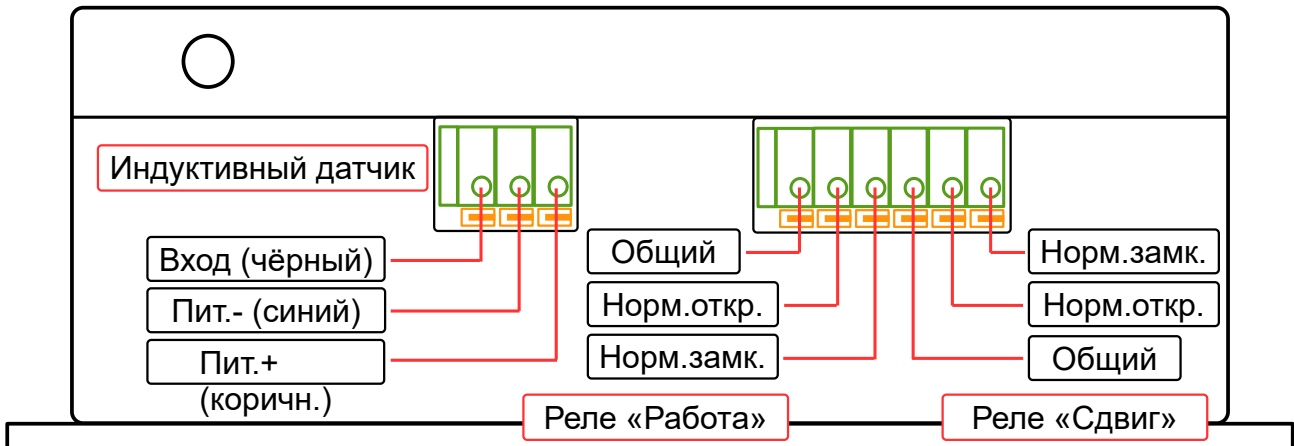 Индуктивный датчик
Вход (чёрный)
Пит.- (синий)
Пит.+
(коричн.)
Общий
Норм.откр.
Норм.замк.
Реле «Работа»
Норм.замк.
Норм.откр.
Общий
Реле «Сдвиг»